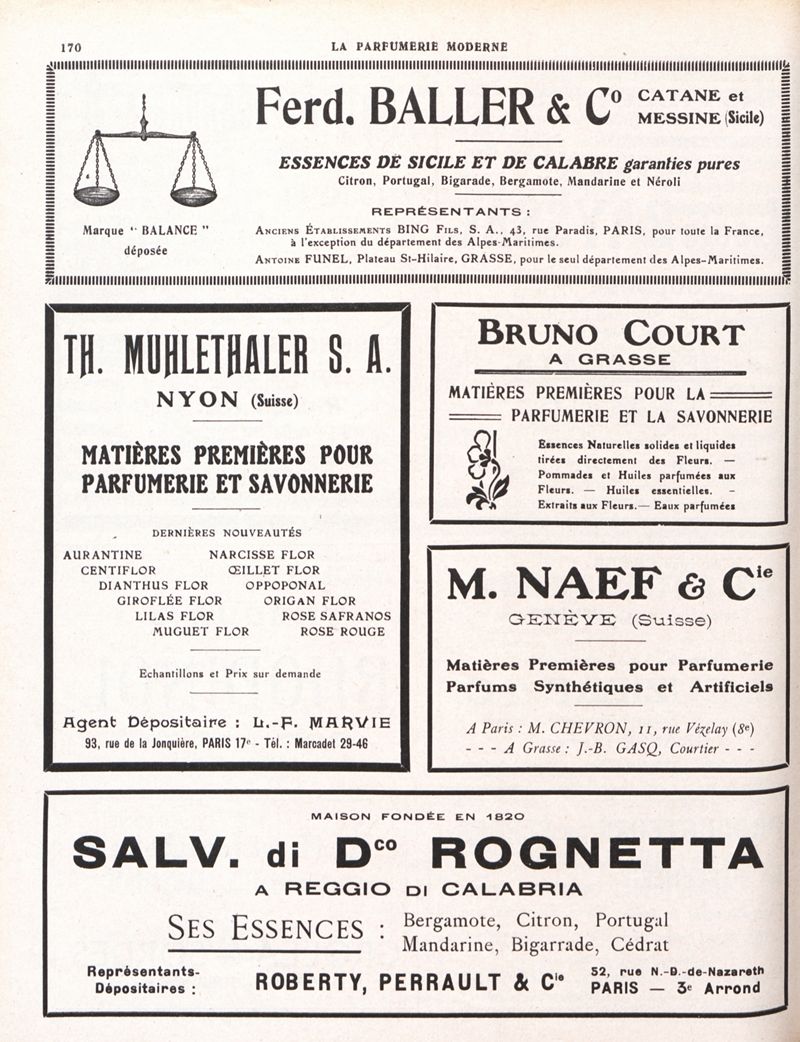 170
LA PARFUMERIE MODERNE
Ferd. BALLER & Cº
CATANE et
MESSINE (Sicile)
ESSENCES DE SICILE ET DE CALABRE garanties pures
Citron, Portugal, Bigarade, Bergamote, Mandarine et Néroli
Marque “ BALANCE ”
déposée
REPRÉSENTANTS :
ANCIENS ÉTABLISSEMENTS BING FILS, S. A., 43, rue Paradis, PARIS, pour toute la France,
à l'exception du département des Alpes-Maritimes.
ANTOINE FUNEL, Plateau St-Hilaire, GRASSE, pour le seul département des Alpes-Maritimes.
TH. MUHLETHALER S. A.
NYON (Suisse)
MATIÈRES PREMIÈRES POUR
PARFUMERIE ET SAVONNERIE
DERNIÈRES NOUVEAUTÉS
AURANTINE NARCISSE FLOR
CENTIFLOR ŒILLET FLOR
DIANTHUS FLOR OPPOPONAL
GIROFLÉE FLOR ORIGAN FLOR
LILAS FLOR ROSE SAFRANOS
MUGUET FLOR ROSE ROUGE
Echantillons et Prix sur demande
Agent Dépositaire : L.-P. MARVIE
93, rue de la Jonquière, PARIS 17e - Tél. : Marcadet 29-46
BRUNO COURT
A GRASSE
MATIÈRES PREMIÈRES POUR LA
PARFUMERIE ET LA SAVONNERIE
Essences Naturelles solides et liquides
tirées directement des Fleurs. —
Pommades et Huiles parfumées aux
Fleurs. — Huiles essentielles. -
Extraits aux Fleurs. — Eaux parfumées
M. NAEF & Cie
GENÈVE (Suisse)
Matières Premières pour Parfumerie
Parfums Synthétiques et Artificiels
A Paris : M. CHEVRON, 11, rue Vézelay (8e)
- - - A Grasse : J.-B. GASQ, Courtier - - -
MAISON FONDÉE EN 1820
SALV. di Dco ROGNETTA
A REGGIO DI CALABRIA
SES ESSENCES :
Bergamote, Citron, Portugal
Mandarine, Bigarrade, Cédrat
Représentants-
Dépositaires :
ROBERTY, PERRAULT & Cie
52, rue N.-D.-de-Nazareth
PARIS — 3e Arrond